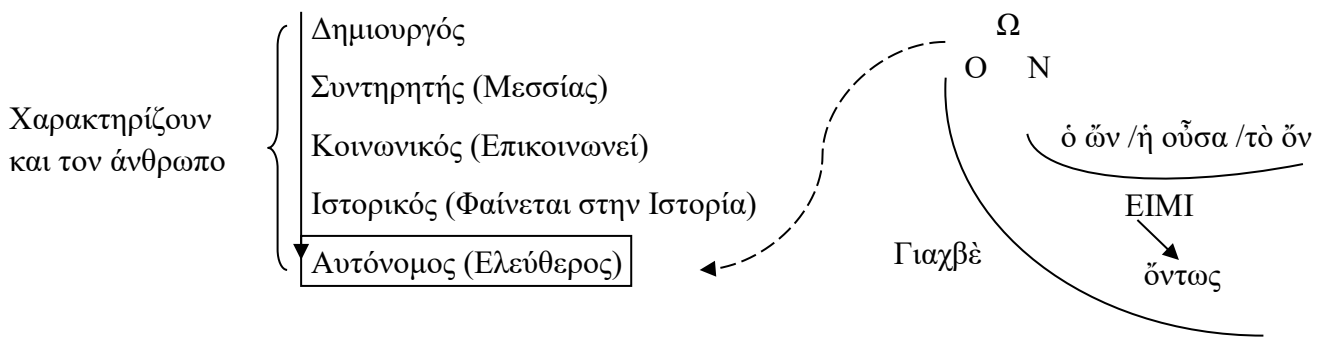 Χαρακτηρίζουν
και τον άνθρωπο
Δημιουργός
Συντηρητής (Μεσσίας)
Κοινωνικός (Επικοινωνεί)
Ιστορικός (Φαίνεται στην Ιστορία)
Αυτόνομος (Ελεύθερος)
Ω
Ο Ν
ὁ ὤν /ἡ οὖσα /τὸ ὄν
ΕΙΜΙ
ὄντως
Γιαχβὲ